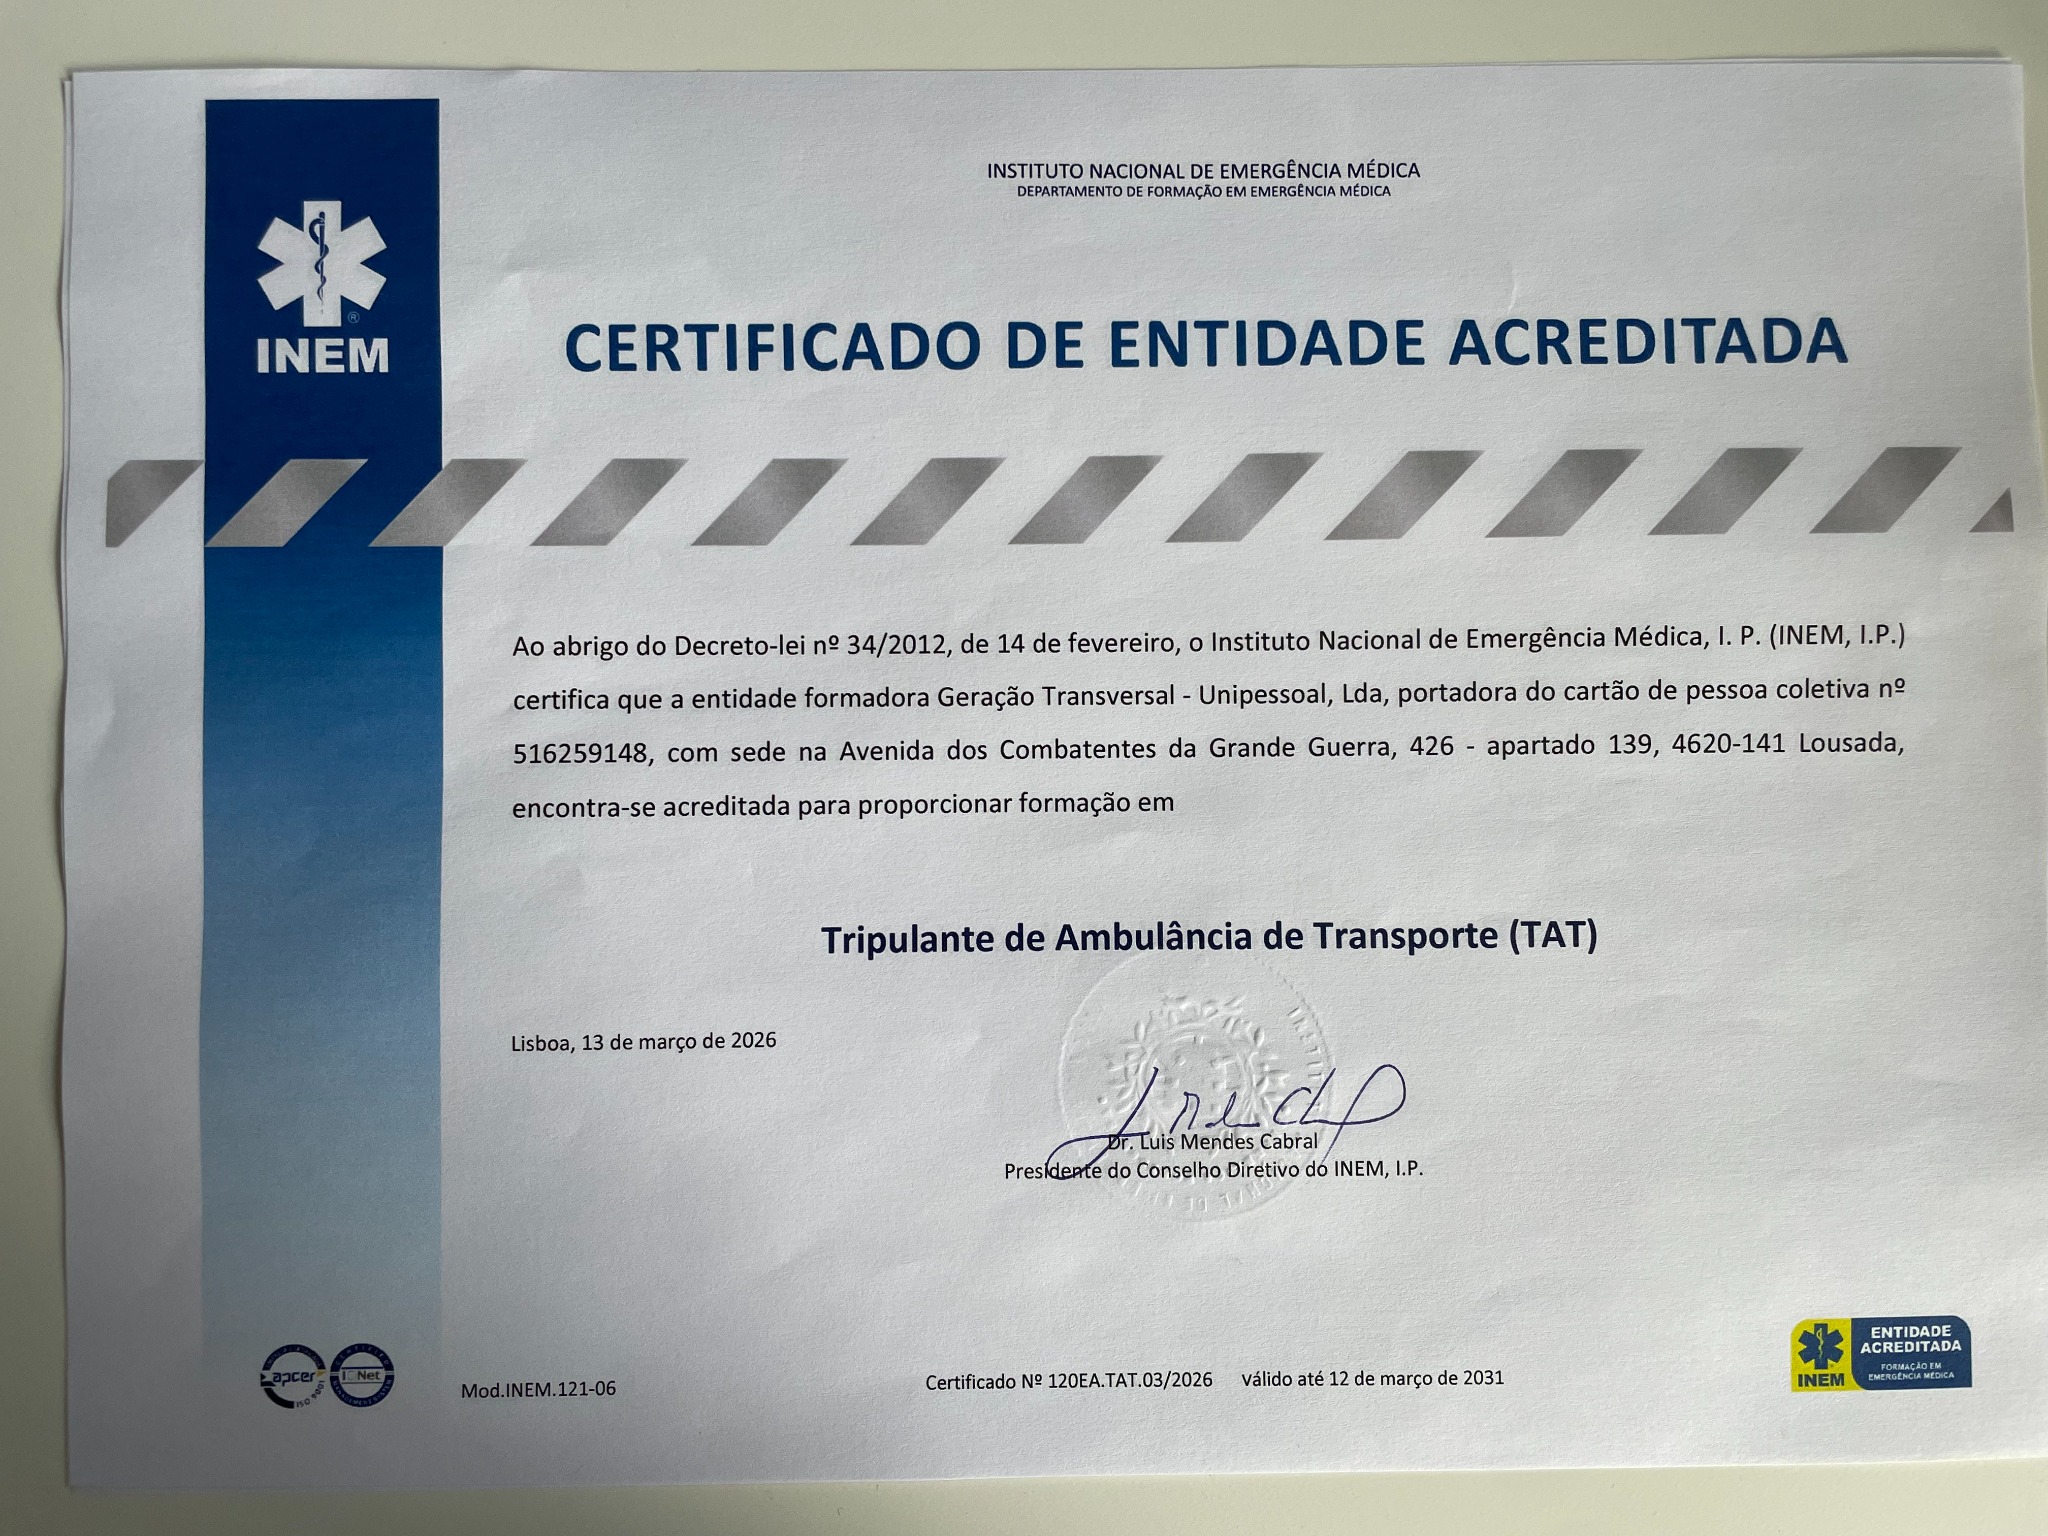 INEM
®
INSTITUTO NACIONAL DE EMERGÊNCIA MÉDICA
DEPARTAMENTO DE FORMAÇÃO EM EMERGÊNCIA MÉDICA
CERTIFICADO DE ENTIDADE ACREDITADA
Ao abrigo do Decreto-lei nº 34/2012, de 14 de fevereiro, o Instituto Nacional de Emergência Médica, I. P. (INEM, I.P.)
certifica que a entidade formadora Geração Transversal - Unipessoal, Lda, portadora do cartão de pessoa coletiva nº
516259148, com sede na Avenida dos Combatentes da Grande Guerra, 426 - apartado 139, 4620-141 Lousada,
encontra-se acreditada para proporcionar formação em
Tripulante de Ambulância de Transporte (TAT)
Lisboa, 13 de março de 2026
Dr. Luis Mendes Cabral
Presidente do Conselho Diretivo do INEM, I.P.
apcer
ISO 9001
CERTIFIED
Net
Mod.INEM.121-06
Certificado Nº 120EA.TAT.03/2026 válido até 12 de março de 2031
INEM
ENTIDADE
ACREDITADA
FORMAÇÃO EM
EMERGÊNCIA MÉDICA